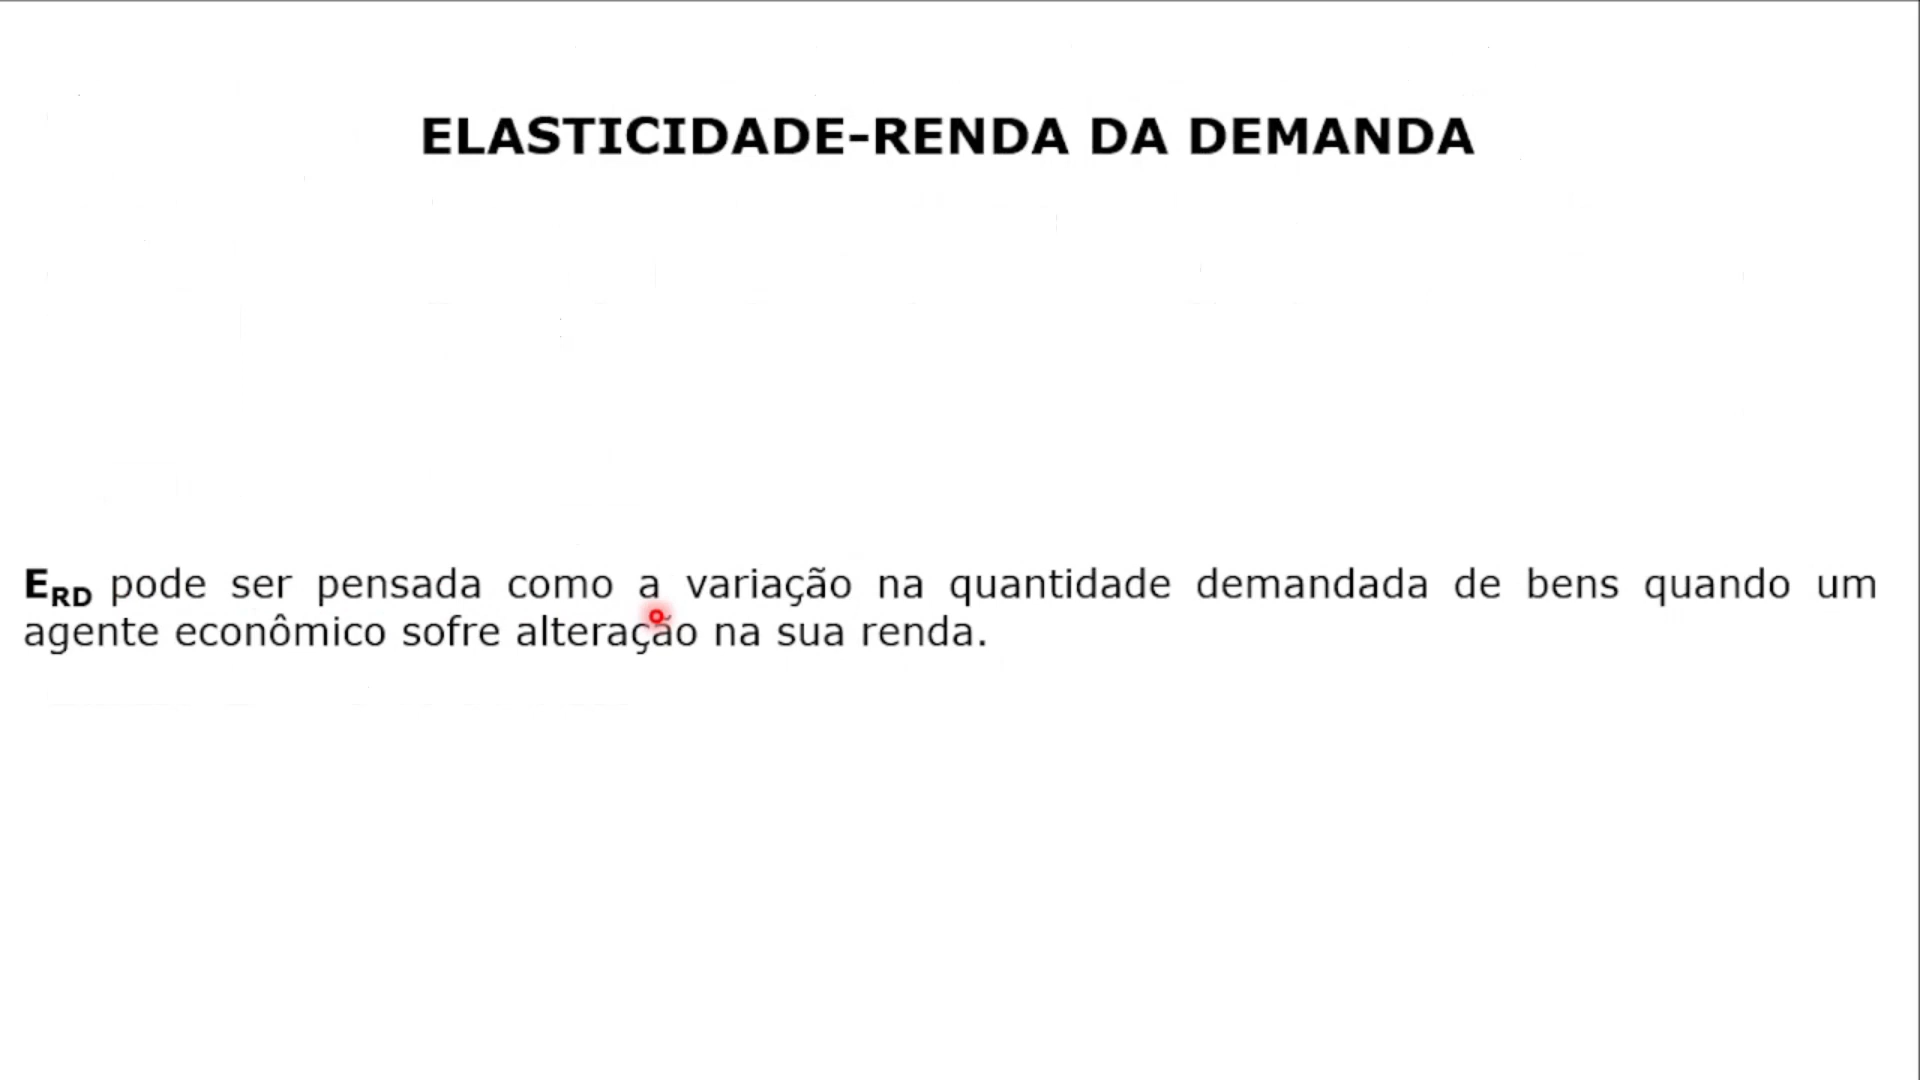 ELASTICIDADE-RENDA DA DEMANDA
ERD pode ser pensada como a variação na quantidade demandada de bens quando um
agente econômico sofre alteração na sua renda.